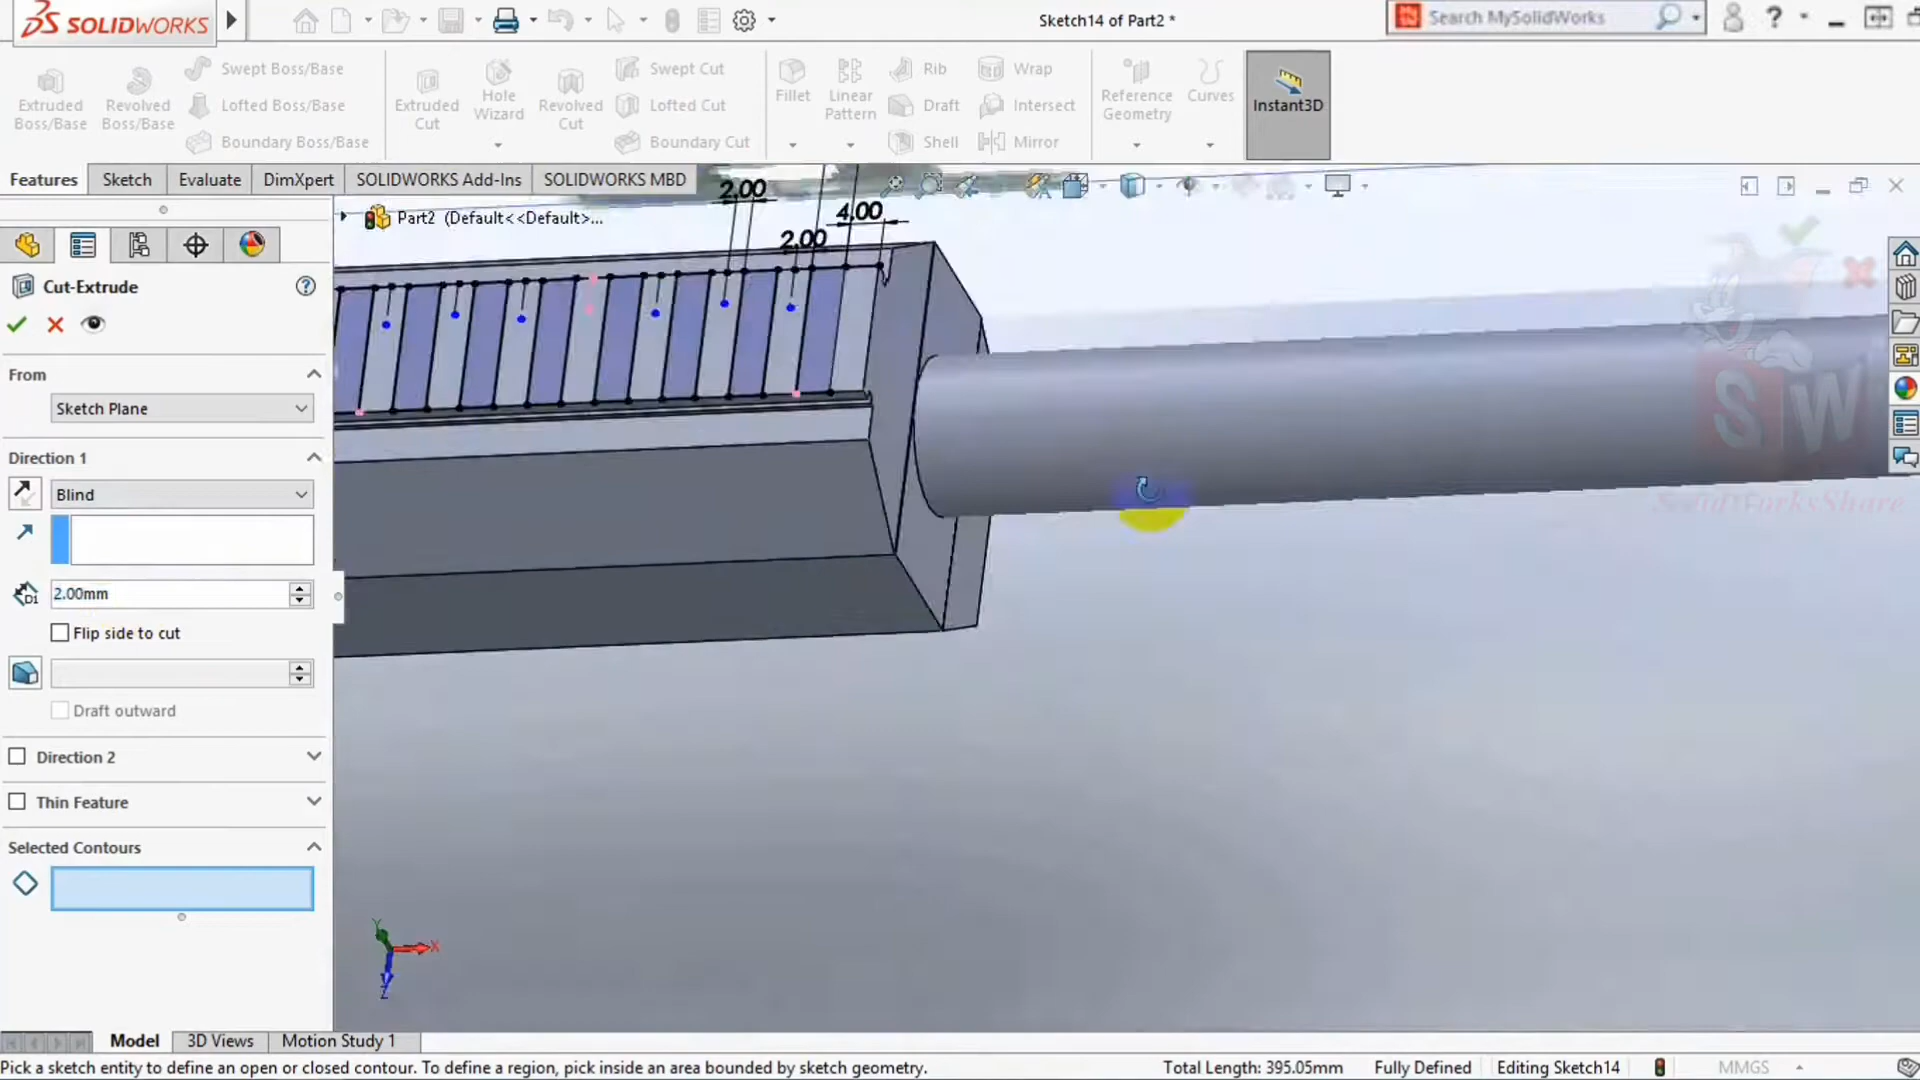 SOLIDWORKS
Sketch14 of Part2 *
Search MySolidWorks
Extruded Boss/Base
Revolved Boss/Base
Swept Boss/Base
Lofted Boss/Base
Boundary Boss/Base
Extruded Cut
Hole Wizard
Revolved Cut
Swept Cut
Lofted Cut
Boundary Cut
Fillet
Linear Pattern
Rib
Draft
Shell
Wrap
Intersect
Mirror
Reference Geometry
Curves
Instant3D
Features
Sketch
Evaluate
DimXpert
SOLIDWORKS Add-Ins
SOLIDWORKS MBD
Part2 (Default<<Default>...
2.00
4.00
2.00
Cut-Extrude
From
Sketch Plane
Direction 1
Blind
D1
2.00mm
Flip side to cut
Draft outward
Direction 2
Thin Feature
Selected Contours
SW
SolidWorksShare
Y
X
Z
Model
3D Views
Motion Study 1
Pick a sketch entity to define an open or closed contour. To define a region, pick inside an area bounded by sketch geometry.
Total Length: 395.05mm
Fully Defined
Editing Sketch14
MMGS